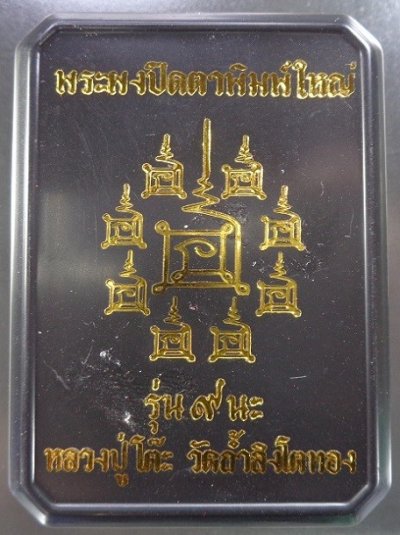 พระผงปิดตาพิมพ์ใหญ่
รุ่น ๙ นะ
หลวงปู่โต๊ะ วัดถ้ำสิงโตทอง